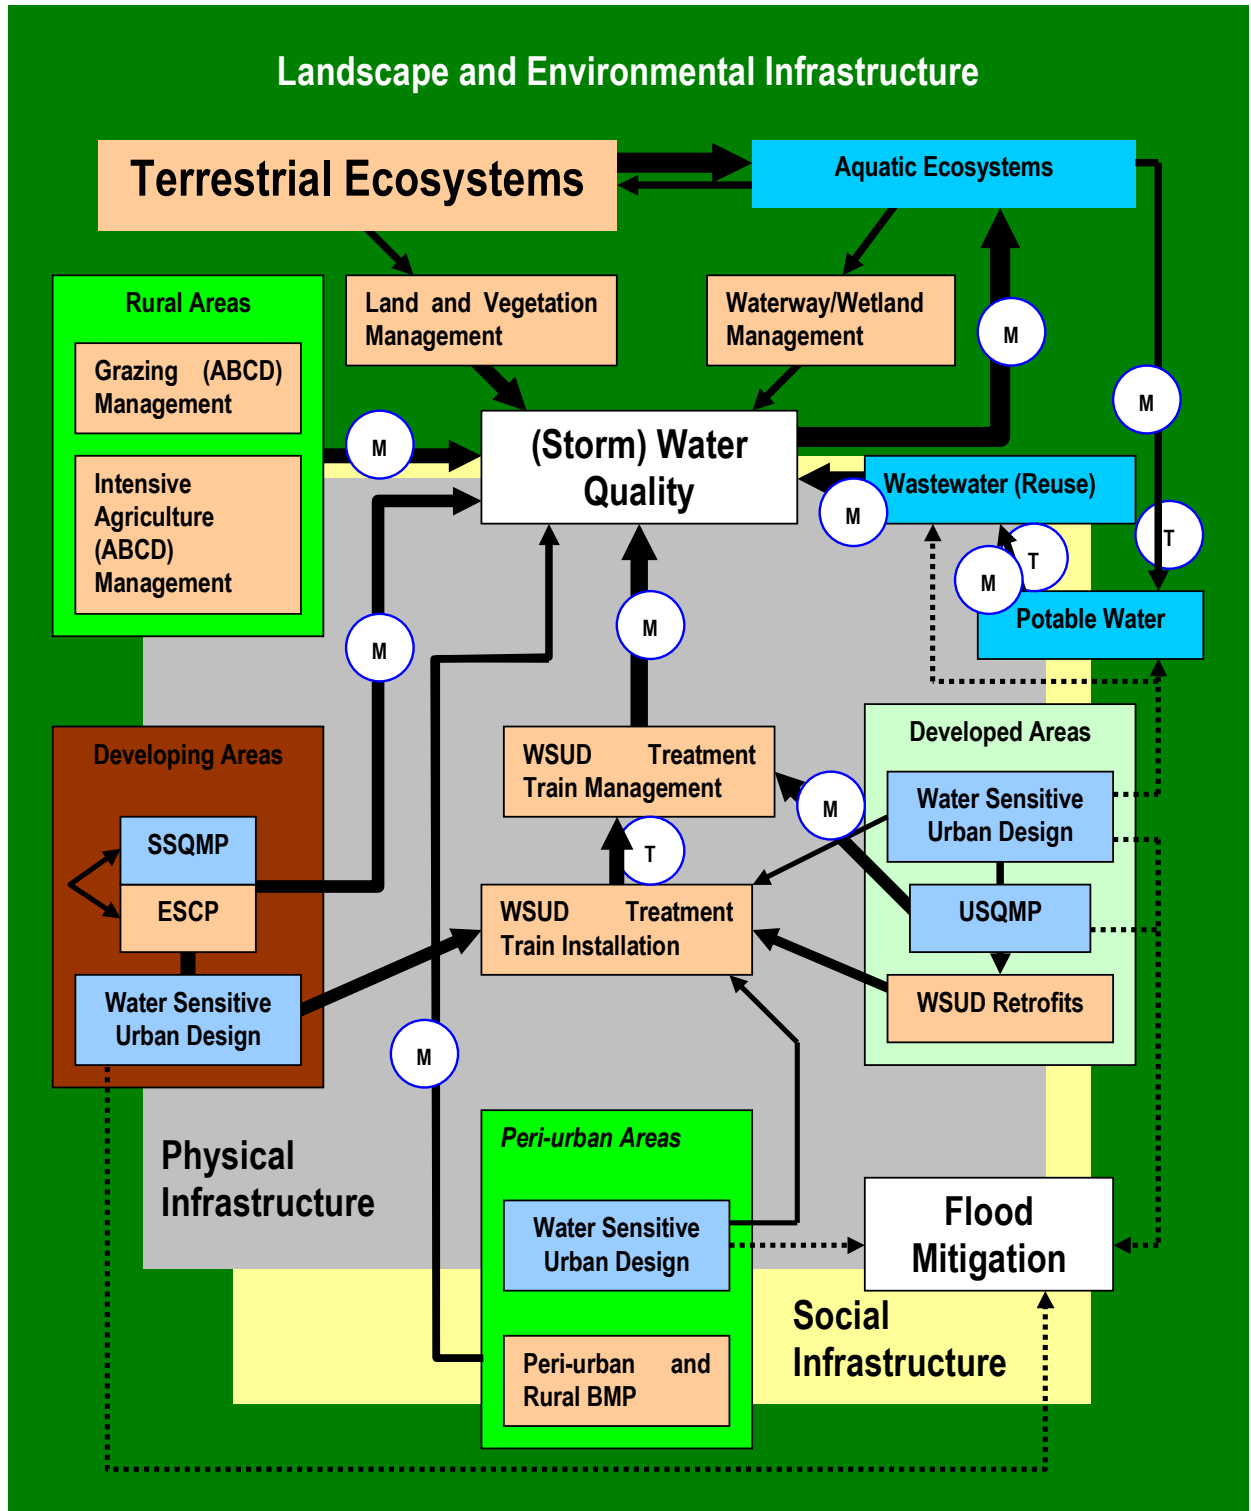 Landscape and Environmental Infrastructure
Terrestrial Ecosystems
Aquatic Ecosystems
Rural Areas
Grazing (ABCD)
Management
Intensive
Agriculture
(ABCD)
Management
Land and Vegetation
Management
Waterway/Wetland
Management
M
M
M
(Storm) Water
Quality
Wastewater (Reuse)
M
T
T
M
Potable Water
M
M
Developing Areas
SSQMP
ESCP
Water Sensitive
Urban Design
WSUD Treatment
Train Management
M
T
WSUD Treatment
Train Installation
Developed Areas
Water Sensitive
Urban Design
USQMP
WSUD Retrofits
M
Physical
Infrastructure
Peri-urban Areas
Water Sensitive
Urban Design
Peri-urban and
Rural BMP
Flood
Mitigation
Social
Infrastructure